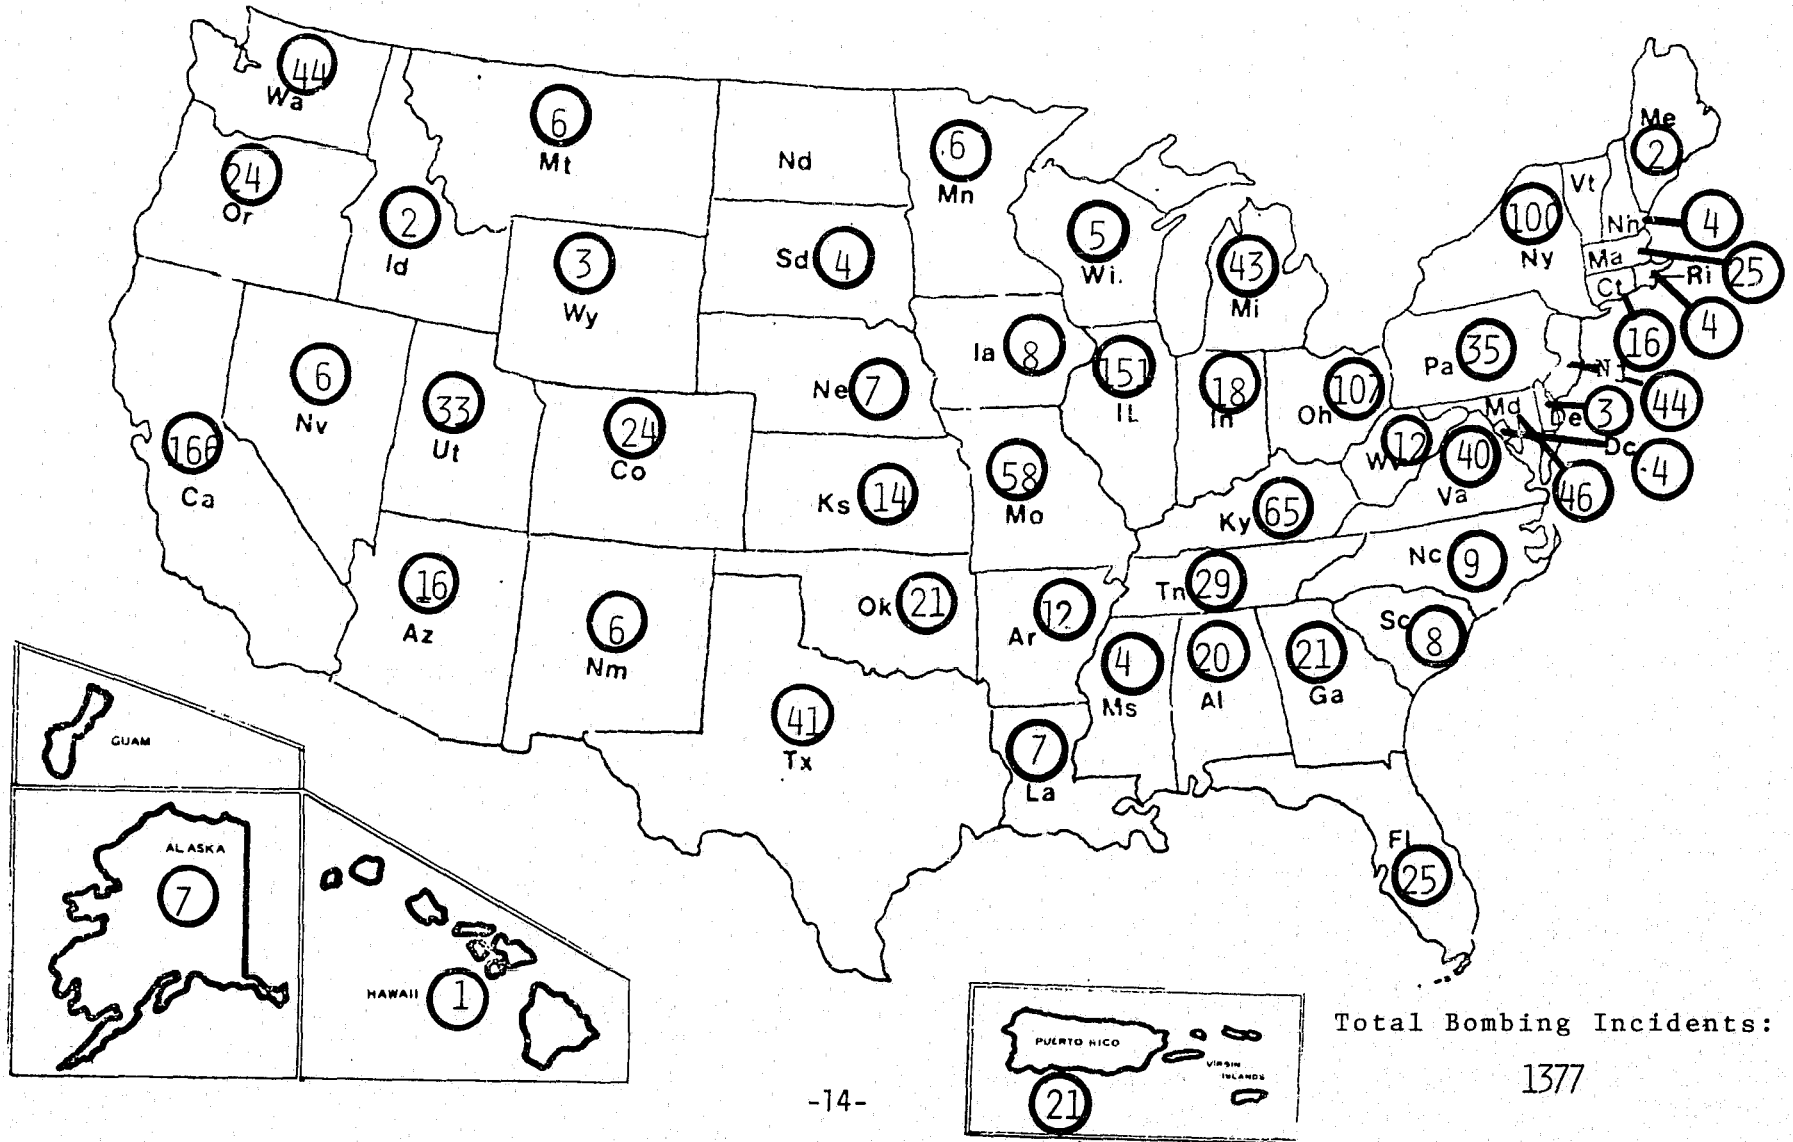 44
Wa
6
Mt
Nd
.6
Mn
Me
2
24
Or
2
Id
3
Wy
Sd
4
5
Wi.
43
Mi
100
Ny
Vt
Nh
4
Ma
25
Ri
Ct
4
16
6
Nv
33
Ut
24
Co
Ne
7
Ia
8
151
IL
18
In
Oh
107
Pa
35
NJ
44
Md
De
3
Dc
4
46
166
Ca
Ks
14
58
Mo
Ky
65
WV
12
40
Va
16
Az
6
Nm
Ok
21
Ar
12
Tn
29
Nc
9
Sc
8
41
Tx
7
La
4
Ms
20
Al
21
Ga
Fl
25
GUAM
ALASKA
7
HAWAII
1
PUERTO RICO
VIRGIN
ISLANDS
21
Total Bombing Incidents:
1377
-14-